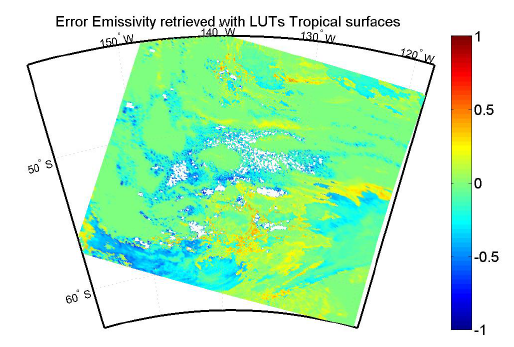 Error Emissivity retrieved with LUTs Tropical surfaces
150° W
140° W
130° W
120° W
50° S
60° S
1
0.5
0
-0.5
-1